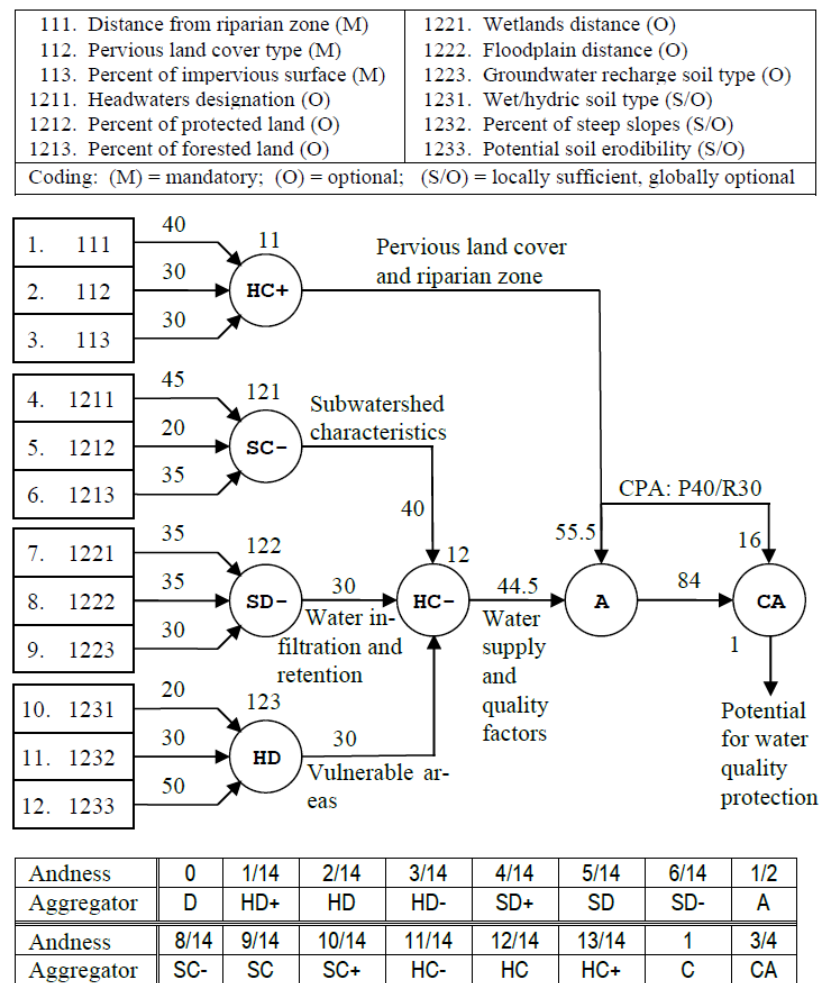 111. Distance from riparian zone (M)
112. Pervious land cover type (M)
113. Percent of impervious surface (M)
1211. Headwaters designation (O)
1212. Percent of protected land (O)
1213. Percent of forested land (O)
1221. Wetlands distance (O)
1222. Floodplain distance (O)
1223. Groundwater recharge soil type (O)
1231. Wet/hydric soil type (S/O)
1232. Percent of steep slopes (S/O)
1233. Potential soil erodibility (S/O)
Coding: (M) = mandatory; (O) = optional; (S/O) = locally sufficient, globally optional
1. 111
2. 112
3. 113
40
30
30
11
HC+
Pervious land cover
and riparian zone
4. 1211
5. 1212
6. 1213
45
20
35
121
SC-
Subwatershed
characteristics
40
7. 1221
8. 1222
9. 1223
35
35
30
122
SD-
30
Water in-
filtration and
retention
12
HC-
44.5
Water
supply
and
quality
factors
55.5
A
CPA: P40/R30
16
84
CA
1
Potential
for water
quality
protection
10. 1231
11. 1232
12. 1233
20
30
50
123
HD
30
Vulnerable ar-
eas
Andness 0 1/14 2/14 3/14 4/14 5/14 6/14 1/2
Aggregator D HD+ HD HD- SD+ SD SD- A
Andness 8/14 9/14 10/14 11/14 12/14 13/14 1 3/4
Aggregator SC- SC SC+ HC- HC HC+ C CA